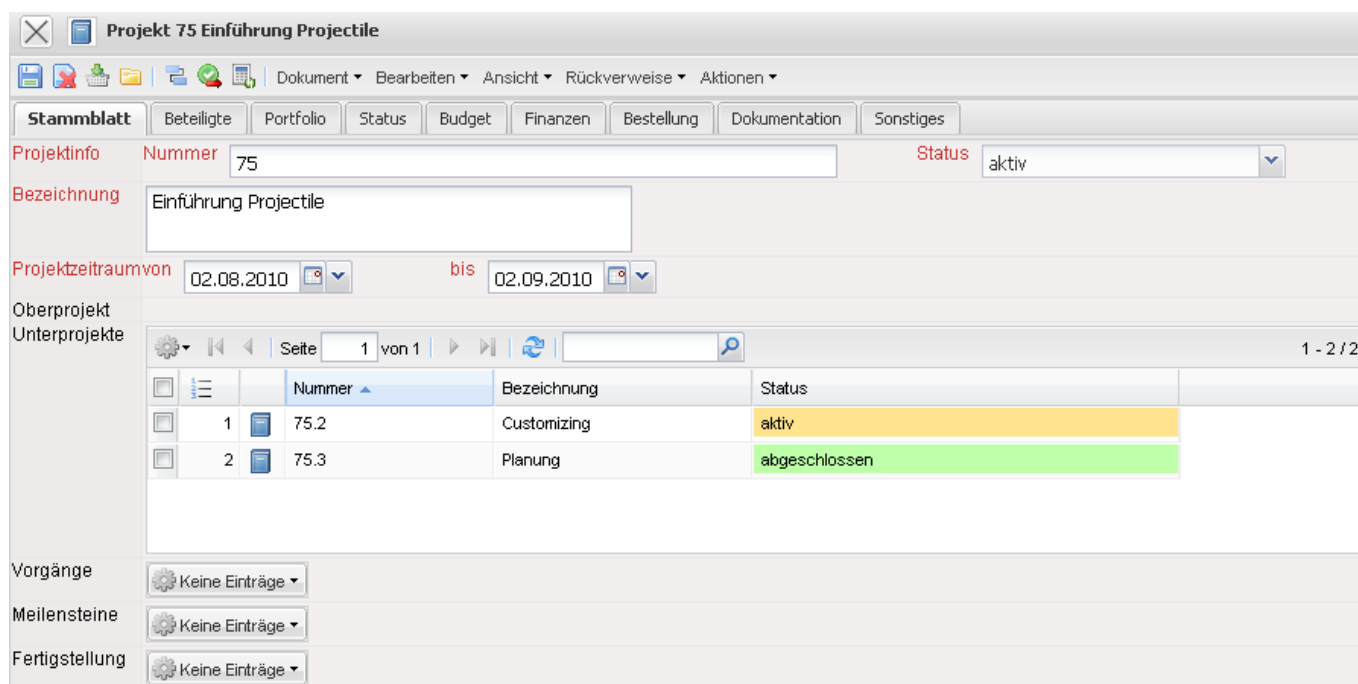 Projekt 75 Einführung Projectile
Dokument Bearbeiten Ansicht Rückverweise Aktionen
Stammblatt Beteiligte Portfolio Status Budget Finanzen Bestellung Dokumentation Sonstiges
Projektinfo Nummer 75 Status aktiv
Bezeichnung Einführung Projectile
Projektzeitraum von 02.08.2010 bis 02.09.2010
Oberprojekt
Unterprojekte Seite 1 von 1 1 - 2 / 2
Nummer Bezeichnung Status
1 75.2 Customizing aktiv
2 75.3 Planung abgeschlossen
Vorgänge Keine Einträge
Meilensteine Keine Einträge
Fertigstellung Keine Einträge